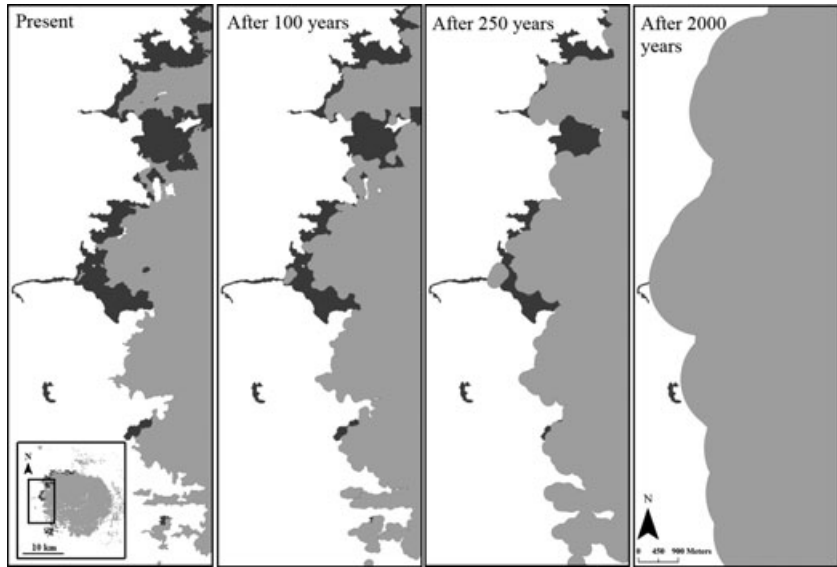 Present
After 100 years
After 250 years
After 2000
years
N
10 km
N
0 450 900 Meters